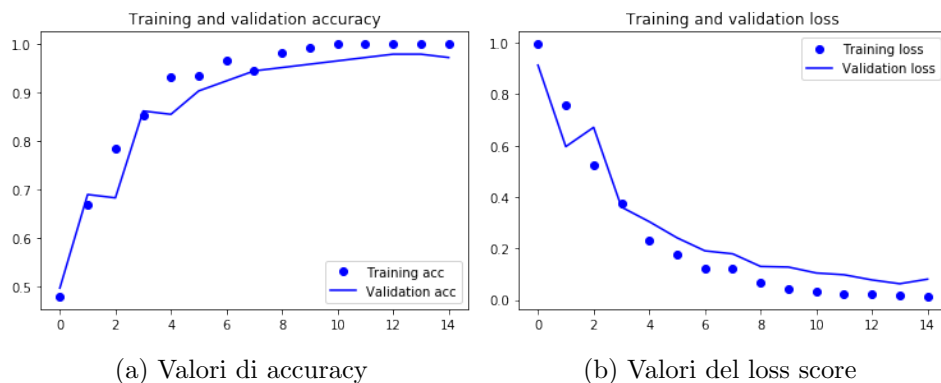 Training and validation accuracy
1.0
0.9
0.8
0.7
0.6
0.5
Training acc
Validation acc
0 2 4 6 8 10 12 14
(a) Valori di accuracy
Training and validation loss
1.0
0.8
0.6
0.4
0.2
0.0
Training loss
Validation loss
0 2 4 6 8 10 12 14
(b) Valori del loss score